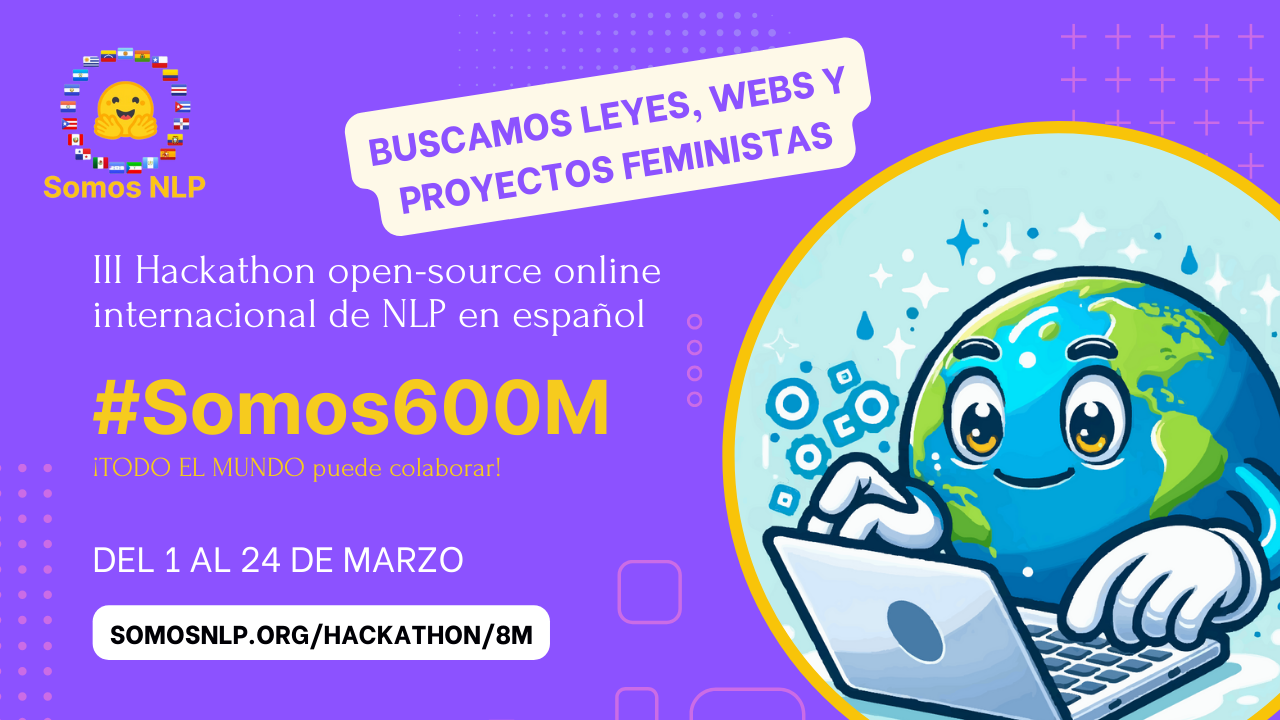 Somos NLP
BUSCAMOS LEYES, WEBS Y
PROYECTOS FEMINISTAS
III Hackathon open-source online
internacional de NLP en español
#Somos600M
¡TODO EL MUNDO puede colaborar!
DEL 1 AL 24 DE MARZO
SOMOSNLP.ORG/HACKATHON/8M